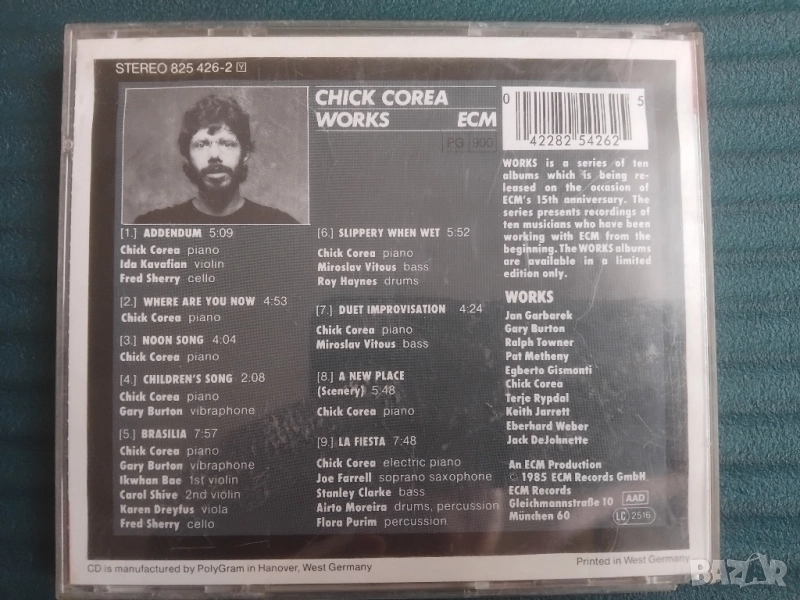 STEREO 825 426-2 Y
CHICK COREA
WORKS ECM
PG 900
0 42282 54262 5
[1.] ADDENDUM 5:09
Chick Corea piano
Ida Kavafian violin
Fred Sherry cello
[2.] WHERE ARE YOU NOW 4:53
Chick Corea piano
[3.] NOON SONG 4:04
Chick Corea piano
[4.] CHILDREN'S SONG 2:08
Chick Corea piano
Gary Burton vibraphone
[5.] BRASILIA 7:57
Chick Corea piano
Gary Burton vibraphone
Ikwhan Bae 1st violin
Carol Shive 2nd violin
Karen Dreyfus viola
Fred Sherry cello
[6.] SLIPPERY WHEN WET 5:52
Chick Corea piano
Miroslav Vitous bass
Roy Haynes drums
[7.] DUET IMPROVISATION 4:24
Chick Corea piano
Miroslav Vitous bass
[8.] A NEW PLACE
(Scenery) 5:48
Chick Corea piano
[9.] LA FIESTA 7:48
Chick Corea electric piano
Joe Farrell soprano saxophone
Stanley Clarke bass
Airto Moreira drums, percussion
Flora Purim percussion
WORKS is a series of ten
albums which is being re-
leased on the occasion of
ECM's 15th anniversary. The
series presents recordings of
ten musicians who have been
working with ECM from the
beginning. The WORKS albums
are available in a limited
edition only.
WORKS
Jan Garbarek
Gary Burton
Ralph Towner
Pat Metheny
Egberto Gismonti
Chick Corea
Terje Rypdal
Keith Jarrett
Eberhard Weber
Jack DeJohnette
An ECM Production
© 1985 ECM Records GmbH
ECM Records
Gleichmannstraße 10
München 60
AAD
LC 2516
CD is manufactured by PolyGram in Hanover, West Germany
Printed in West Germany
BAZAR